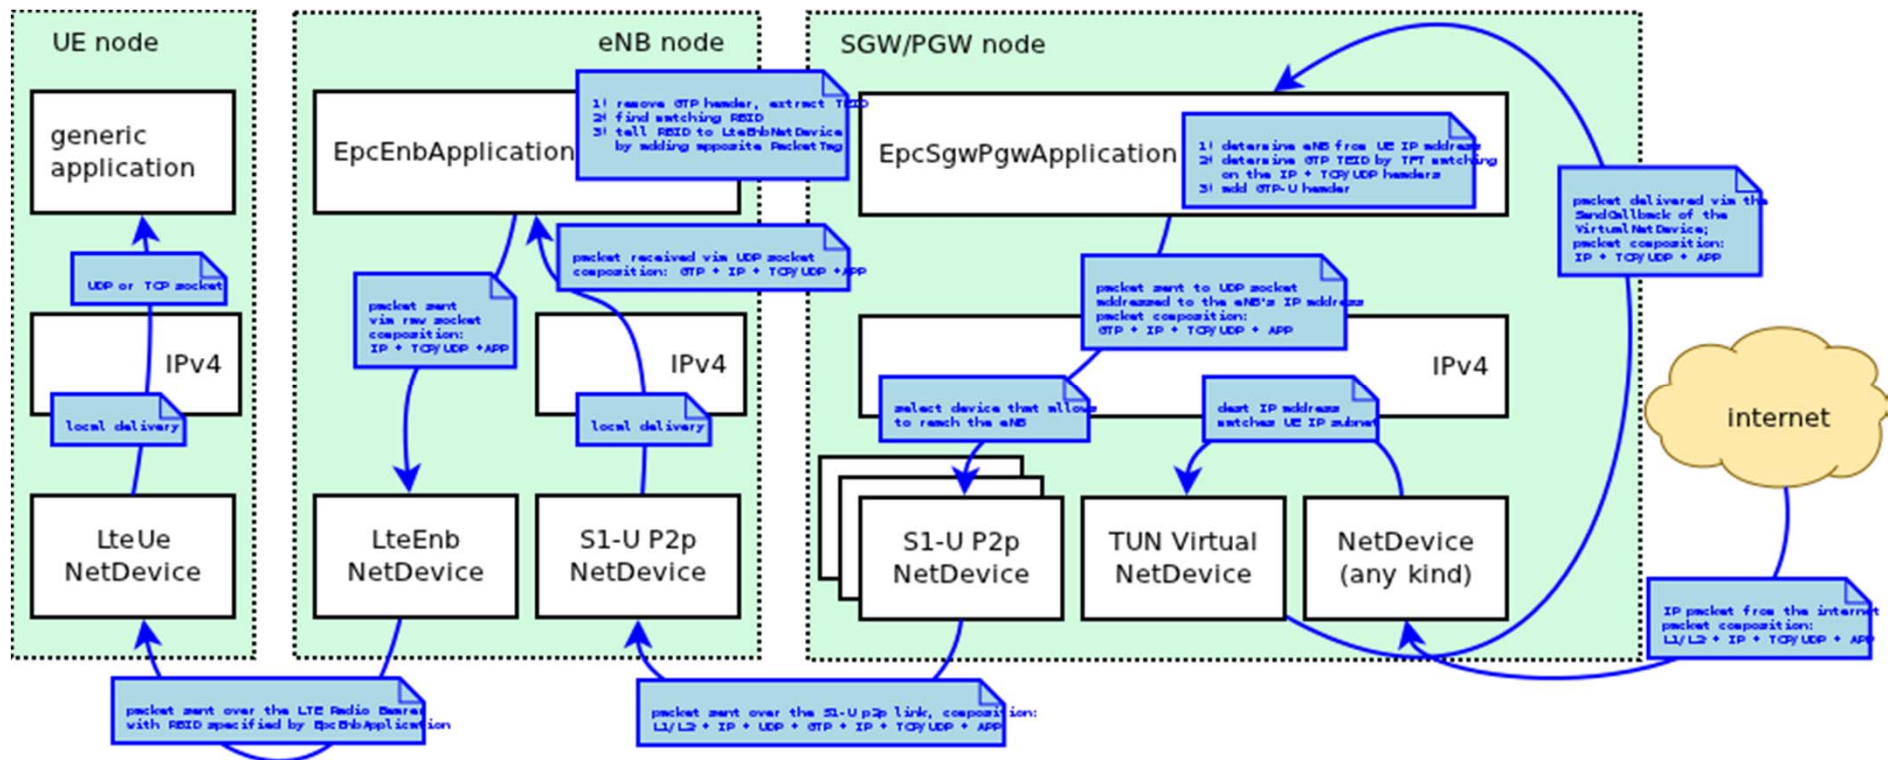 UE node
generic
application
UDP or TCP socket
IPv4
local delivery
LteUe
NetDevice
packet sent over the LTE Radio Bearer
with RBID specified by EpcEnbApplication
eNB node
EpcEnbApplication
1) remove GTP header, extract TEID
2) find matching RBID
3) tell RBID to LteEnbNetDevice
by adding apposite PacketTag
packet received via UDP socket
composition: GTP + IP + TCP/UDP +APP
packet sent
via raw socket
composition:
IP + TCP/UDP +APP
IPv4
local delivery
LteEnb
NetDevice
S1-U P2p
NetDevice
packet sent over the S1-U p2p link, composition:
L1/L2 + IP + UDP + GTP + IP + TCP/UDP + APP
SGW/PGW node
EpcSgwPgwApplication
1) determine eNB from UE IP address
2) determine GTP TEID by TFT matching
on the IP + TCP/UDP headers
3) add GTP-U header
packet sent to UDP socket
addressed to the eNB's IP address
packet composition:
GTP + IP + TCP/UDP + APP
IPv4
select device that allows
to reach the eNB
dest IP address
matches UE IP subnet
S1-U P2p
NetDevice
TUN Virtual
NetDevice
NetDevice
(any kind)
packet delivered via the
SendCallback of the
VirtualNetDevice;
packet composition:
IP + TCP/UDP + APP
internet
IP packet from the internet
packet composition:
L1/L2 + IP + TCP/UDP + APP